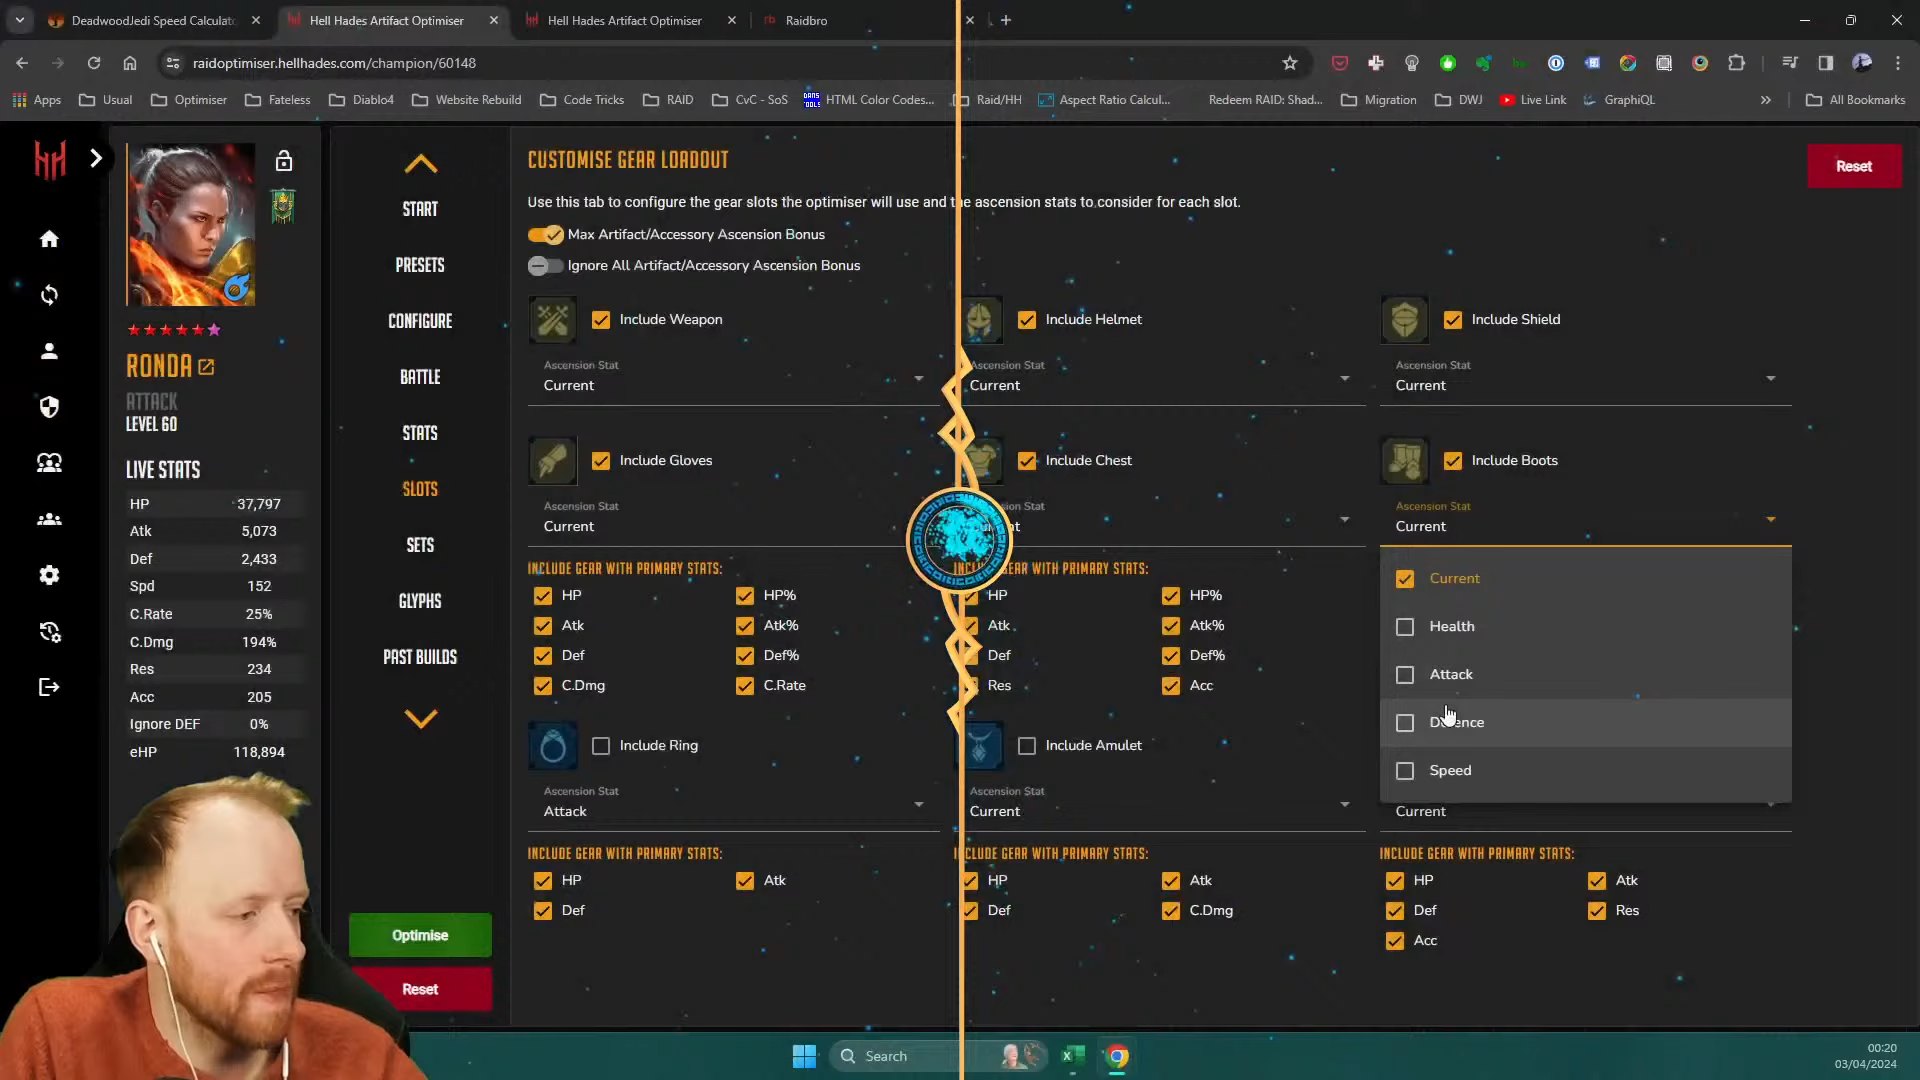 DeadwoodJedi Speed Calculato
Hell Hades Artifact Optimiser
Hell Hades Artifact Optimiser
Raidbro
raidoptimiser.hellhades.com/champion/60148
Apps
Usual
Optimiser
Fateless
Diablo4
Website Rebuild
Code Tricks
RAID
CvC - SoS
HTML Color Codes...
Raid/HH
Aspect Ratio Calcul...
Redeem RAID: Shad...
Migration
DWJ
Live Link
GraphiQL
All Bookmarks
RONDA
ATTACK
LEVEL 60
LIVE STATS
HP 37,797
Atk 5,073
Def 2,433
Spd 152
C.Rate 25%
C.Dmg 194%
Res 234
Acc 205
Ignore DEF 0%
eHP 118,894
START
PRESETS
CONFIGURE
BATTLE
STATS
SLOTS
SETS
GLYPHS
PAST BUILDS
Optimise
Reset
CUSTOMISE GEAR LOADOUT
Reset
Use this tab to configure the gear slots the optimiser will use and the ascension stats to consider for each slot.
Max Artifact/Accessory Ascension Bonus
Ignore All Artifact/Accessory Ascension Bonus
Include Weapon
Ascension Stat
Current
Include Helmet
Ascension Stat
Current
Include Shield
Ascension Stat
Current
Include Gloves
Ascension Stat
Current
Include Chest
Include Boots
Ascension Stat
Current
INCLUDE GEAR WITH PRIMARY STATS:
HP HP%
Atk Atk%
Def Def%
C.Dmg C.Rate
GEAR WITH PRIMARY STATS:
HP HP%
Atk Atk%
Def Def%
Res Acc
Current
Health
Attack
Defence
Speed
Include Ring
Ascension Stat
Attack
Include Amulet
Ascension Stat
Current
Current
INCLUDE GEAR WITH PRIMARY STATS:
HP Atk
Def
INCLUDE GEAR WITH PRIMARY STATS:
HP Atk
Def C.Dmg
INCLUDE GEAR WITH PRIMARY STATS:
HP Atk
Def Res
Acc
Search
00:20
03/04/2024